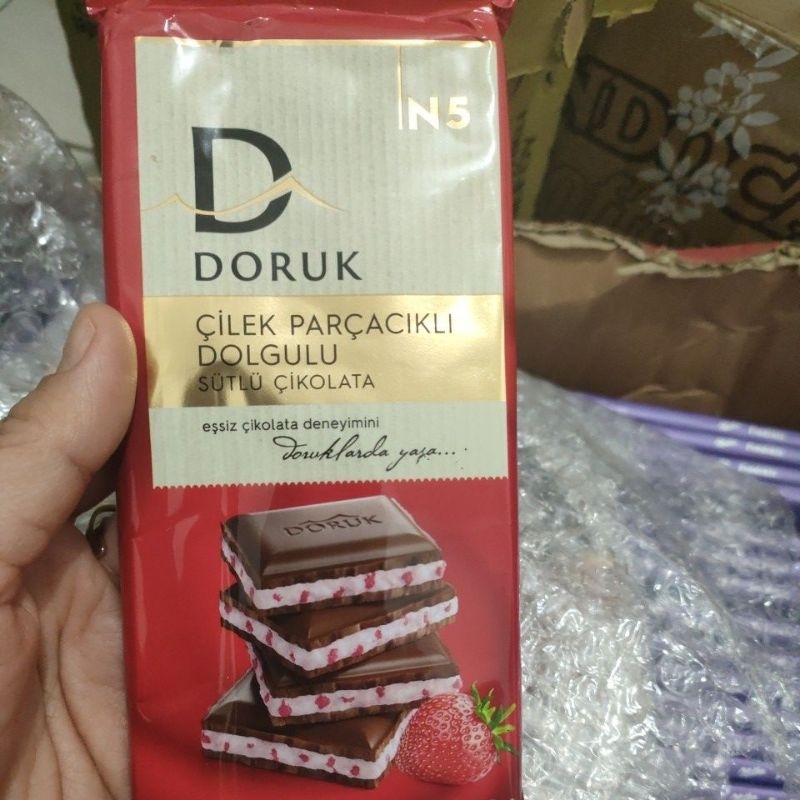 N5
D
DORUK
ÇİLEK PARÇACIKLI
DOLGULU
SÜTLÜ ÇİKOLATA
eşsiz çikolata deneyimini
doruklarda yaşa...
DORUK